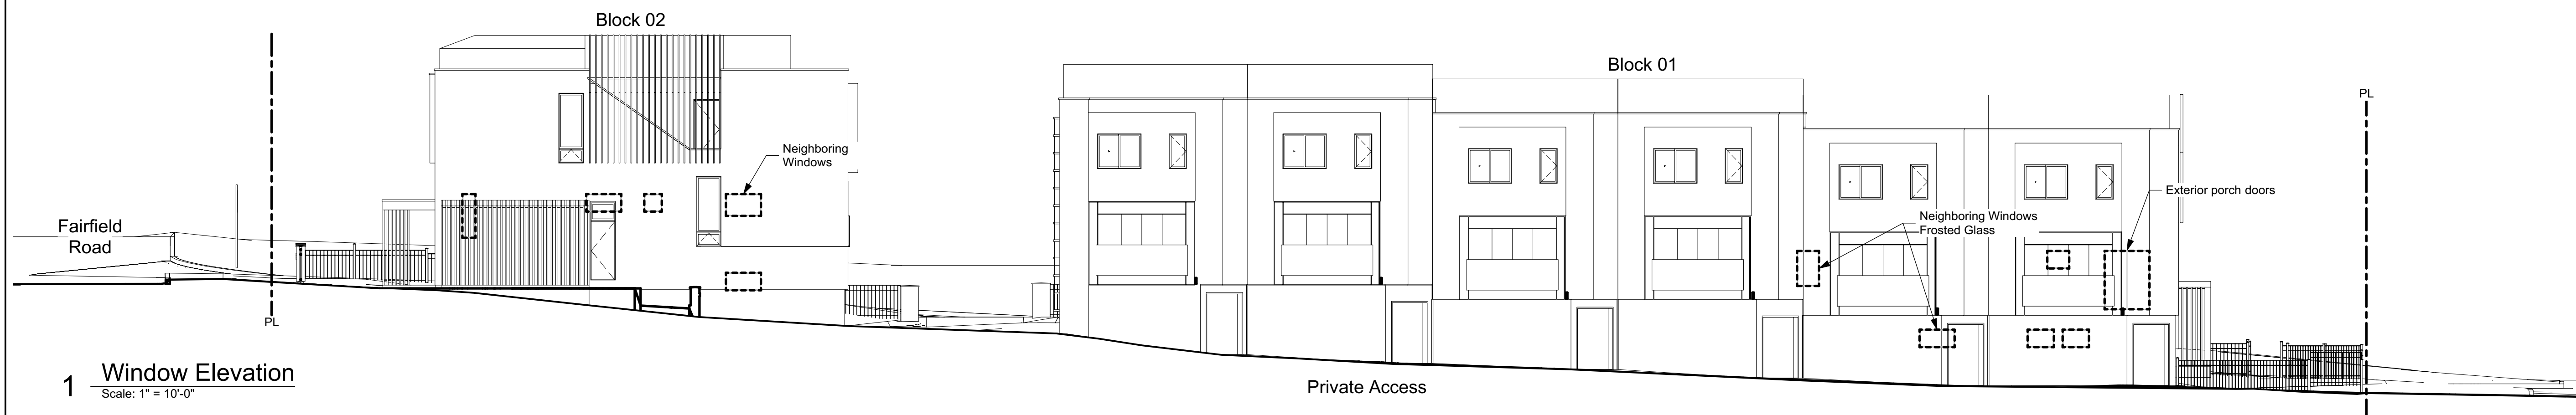 Block 02
Block 01
PL
Neighboring
Windows
Exterior porch doors
Neighboring Windows
Frosted Glass
Fairfield
Road
PL
1 Window Elevation
Scale: 1" = 10'-0"
Private Access